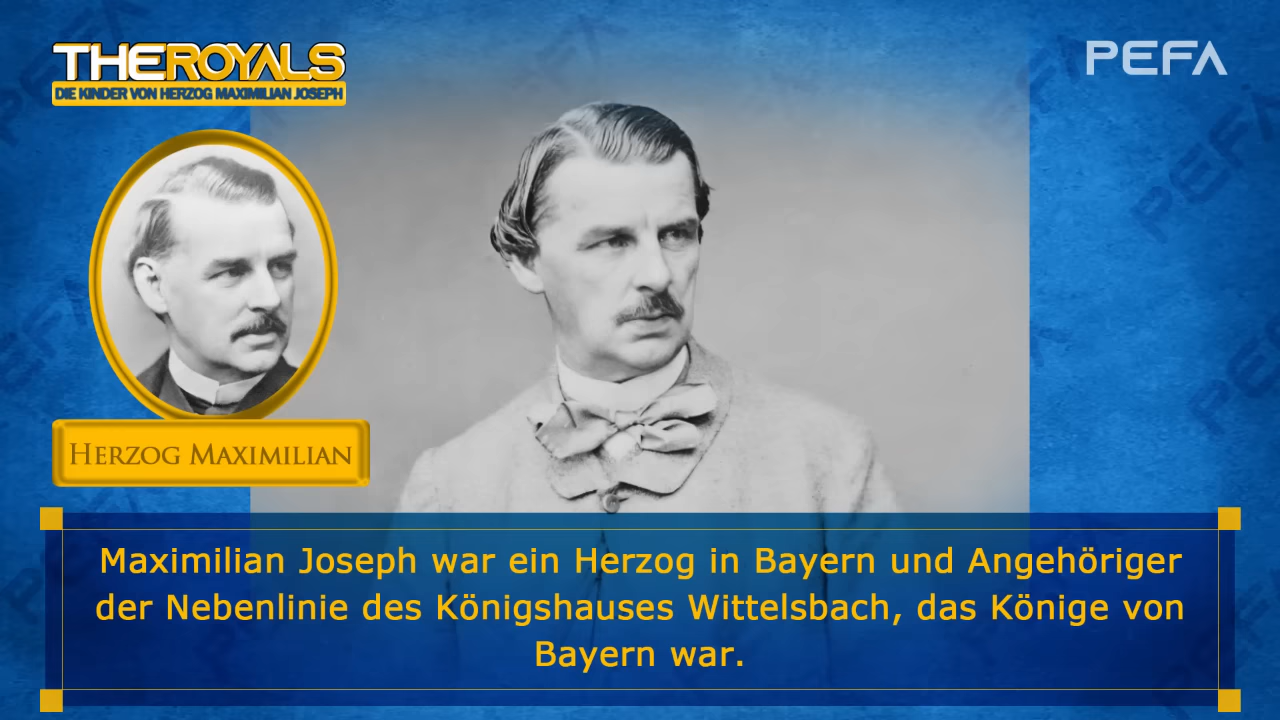 THEROYALS
DIE KINDER VON HERZOG MAXIMILIAN JOSEPH
PEFA
HERZOG MAXIMILIAN
Maximilian Joseph war ein Herzog in Bayern und Angehöriger
der Nebenlinie des Königshauses Wittelsbach, das Könige von
Bayern war.